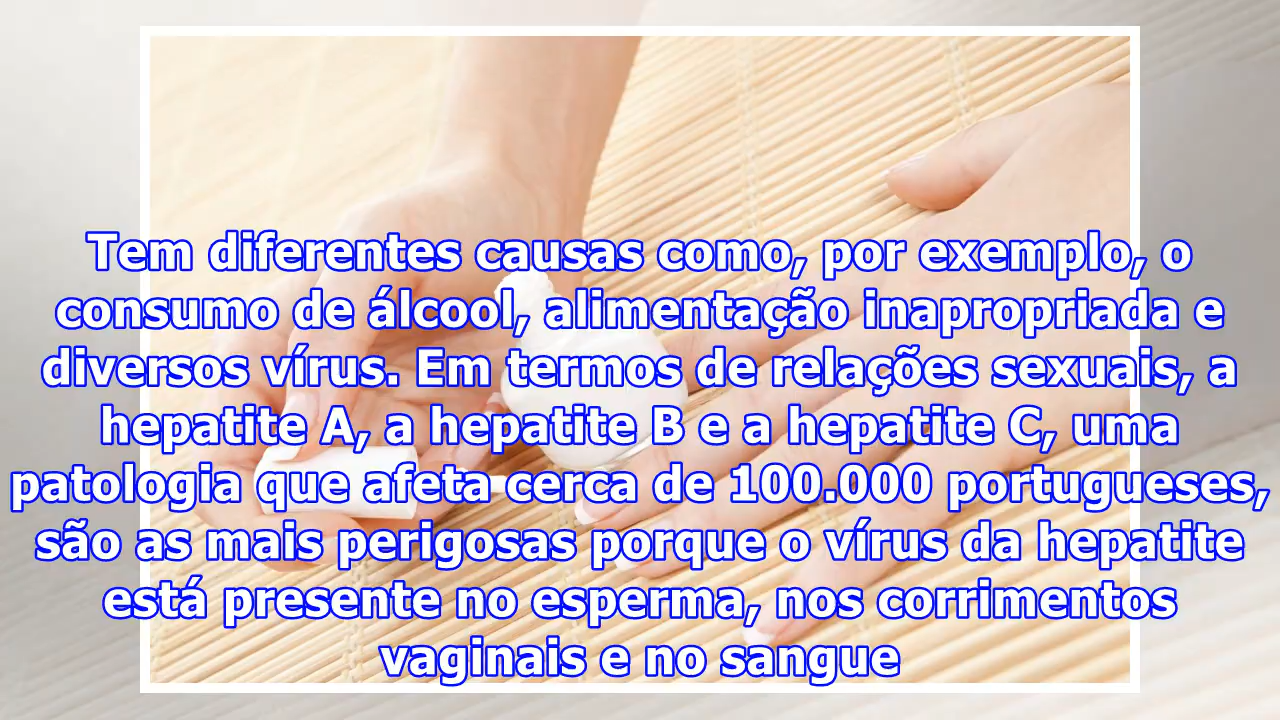 Tem diferentes causas como, por exemplo, o
consumo de álcool, alimentação inapropriada e
diversos vírus. Em termos de relações sexuais, a
hepatite A, a hepatite B e a hepatite C, uma
patologia que afeta cerca de 100.000 portugueses,
são as mais perigosas porque o vírus da hepatite
está presente no esperma, nos corrimentos
vaginais e no sangue